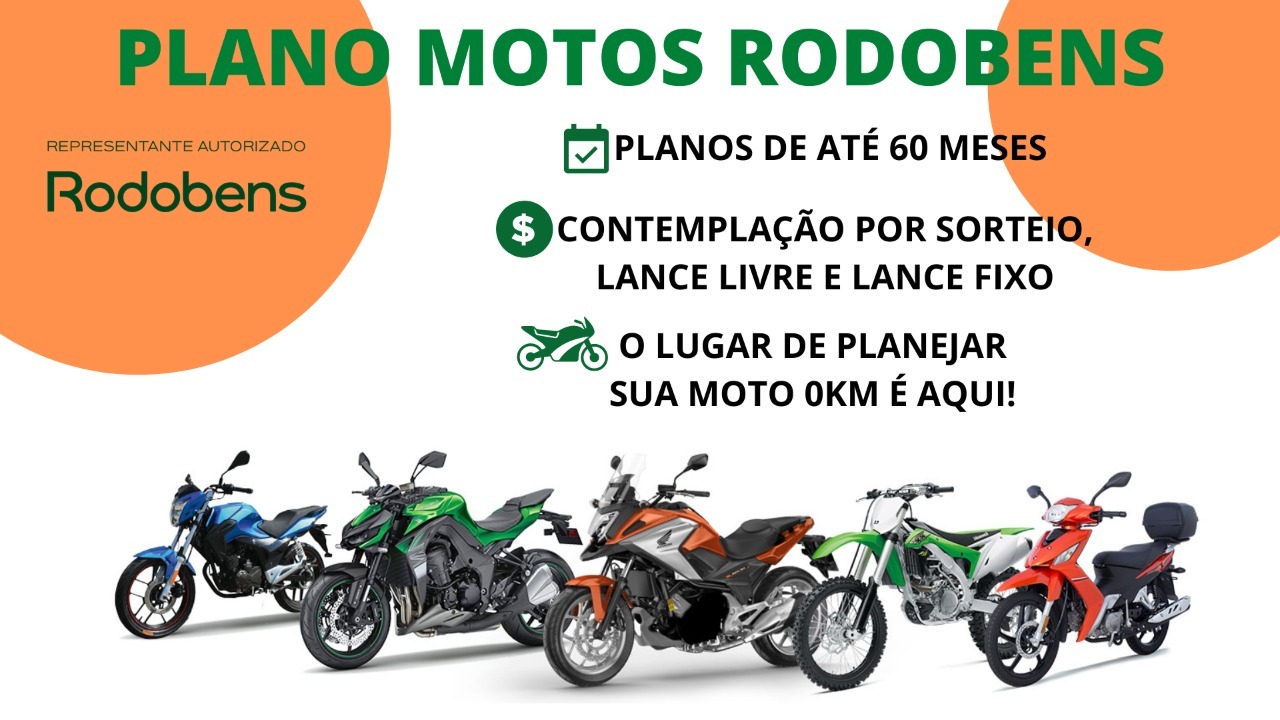 PLANO MOTOS RODOBENS
REPRESENTANTE AUTORIZADO
Rodobens
PLANOS DE ATÉ 60 MESES
$ CONTEMPLAÇÃO POR SORTEIO,
LANCE LIVRE E LANCE FIXO
O LUGAR DE PLANEJAR
SUA MOTO 0KM É AQUI!